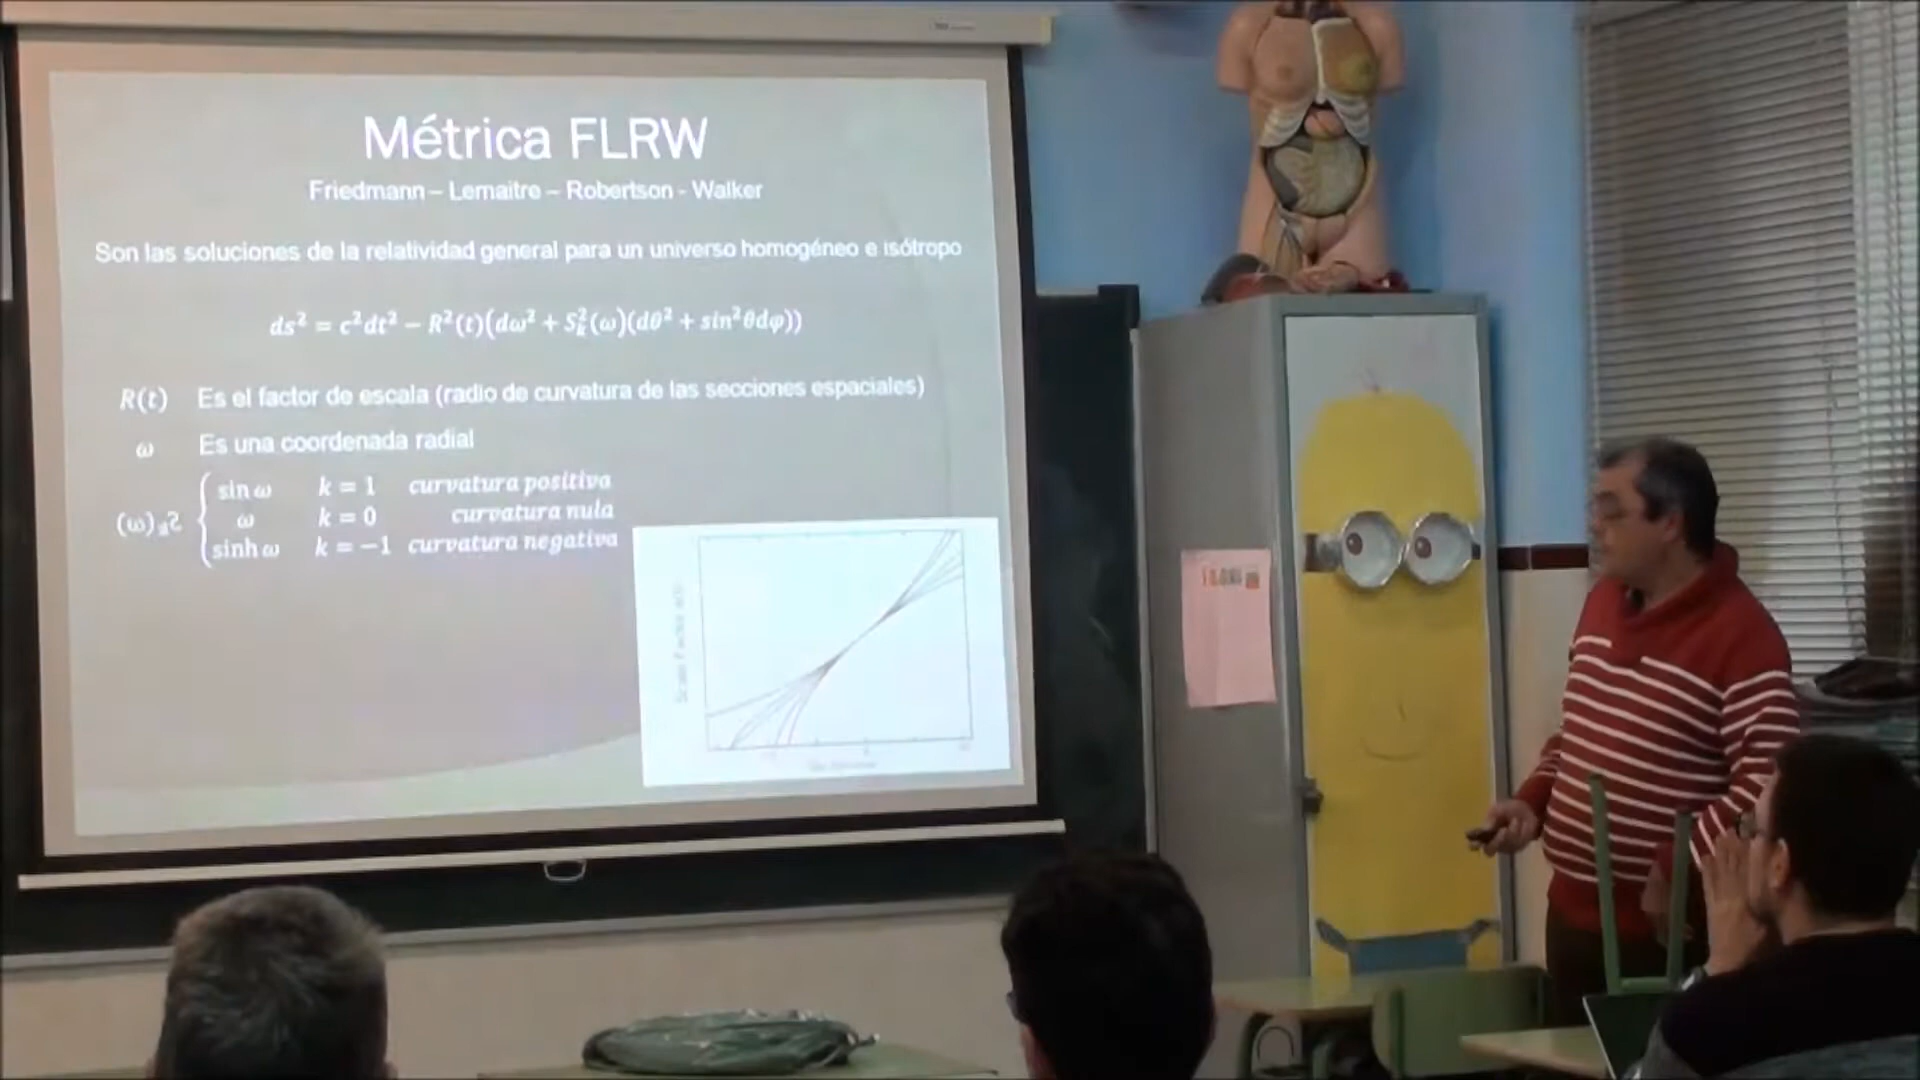 Métrica FLRW
Friedmann – Lemaitre – Robertson - Walker
Son las soluciones de la relatividad general para un universo homogéneo e isótropo
ds² = c²dt² − R²(t)(dω² + S²ₖ(ω)(dθ² + sin²θdφ))
R(t) Es el factor de escala (radio de curvatura de las secciones espaciales)
ω Es una coordenada radial
sin ω k = 1 curvatura positiva
(ω)ₖS { ω k = 0 curvatura nula
sinh ω k = −1 curvatura negativa